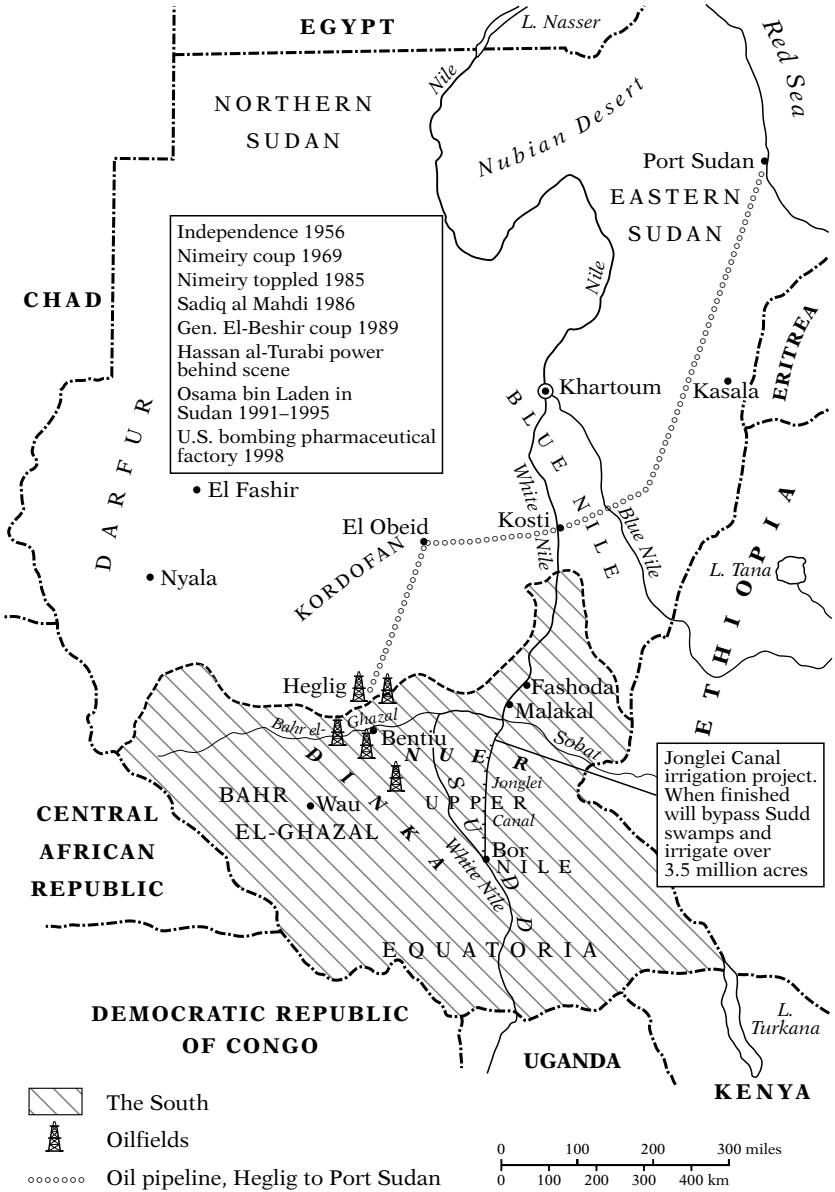 EGYPT
L. Nasser
Nile
Red Sea
NORTHERN
SUDAN
Nubian Desert
Port Sudan
EASTERN
SUDAN
Independence 1956
Nimeiry coup 1969
Nimeiry toppled 1985
Sadiq al Mahdi 1986
Gen. El-Beshir coup 1989
Hassan al-Turabi power
behind scene
Osama bin Laden in
Sudan 1991–1995
U.S. bombing pharmaceutical
factory 1998
Nile
CHAD
ERITREA
Khartoum
Kasala
DARFUR
BLUE NILE
El Fashir
White Nile
El Obeid
Kosti
Blue Nile
KORDOFAN
Nyala
L. Tana
ETHIOPIA
Heglig
Fashoda
Malakal
Bahr el-Ghazal
Bentiu
Sobat
NUER
DINKA
Jonglei Canal
irrigation project.
When finished
will bypass Sudd
swamps and
irrigate over
3.5 million acres
Jonglei
Canal
SUDD
BAHR
EL-GHAZAL
Wau
UPPER
NILE
CENTRAL
AFRICAN
REPUBLIC
Bor
White Nile
EQUATORIA
DEMOCRATIC REPUBLIC
OF CONGO
UGANDA
L.
Turkana
KENYA
The South
Oilfields
Oil pipeline, Heglig to Port Sudan
0 100 200 300 miles
0 100 200 300 400 km